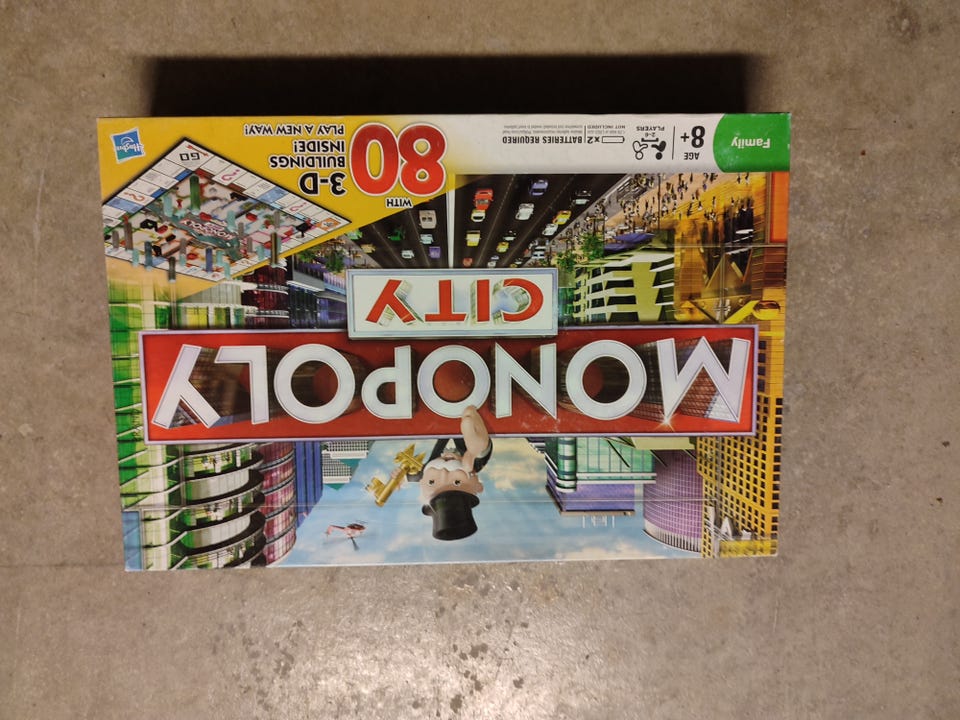 MONOPOLY
CITY
Family
AGE
8+
2-6
PLAYERS
x2 BATTERIES REQUIRED
NOT INCLUDED
WITH
80
3-D
BUILDINGS
INSIDE!
PLAY A NEW WAY!
GO
Hasbro